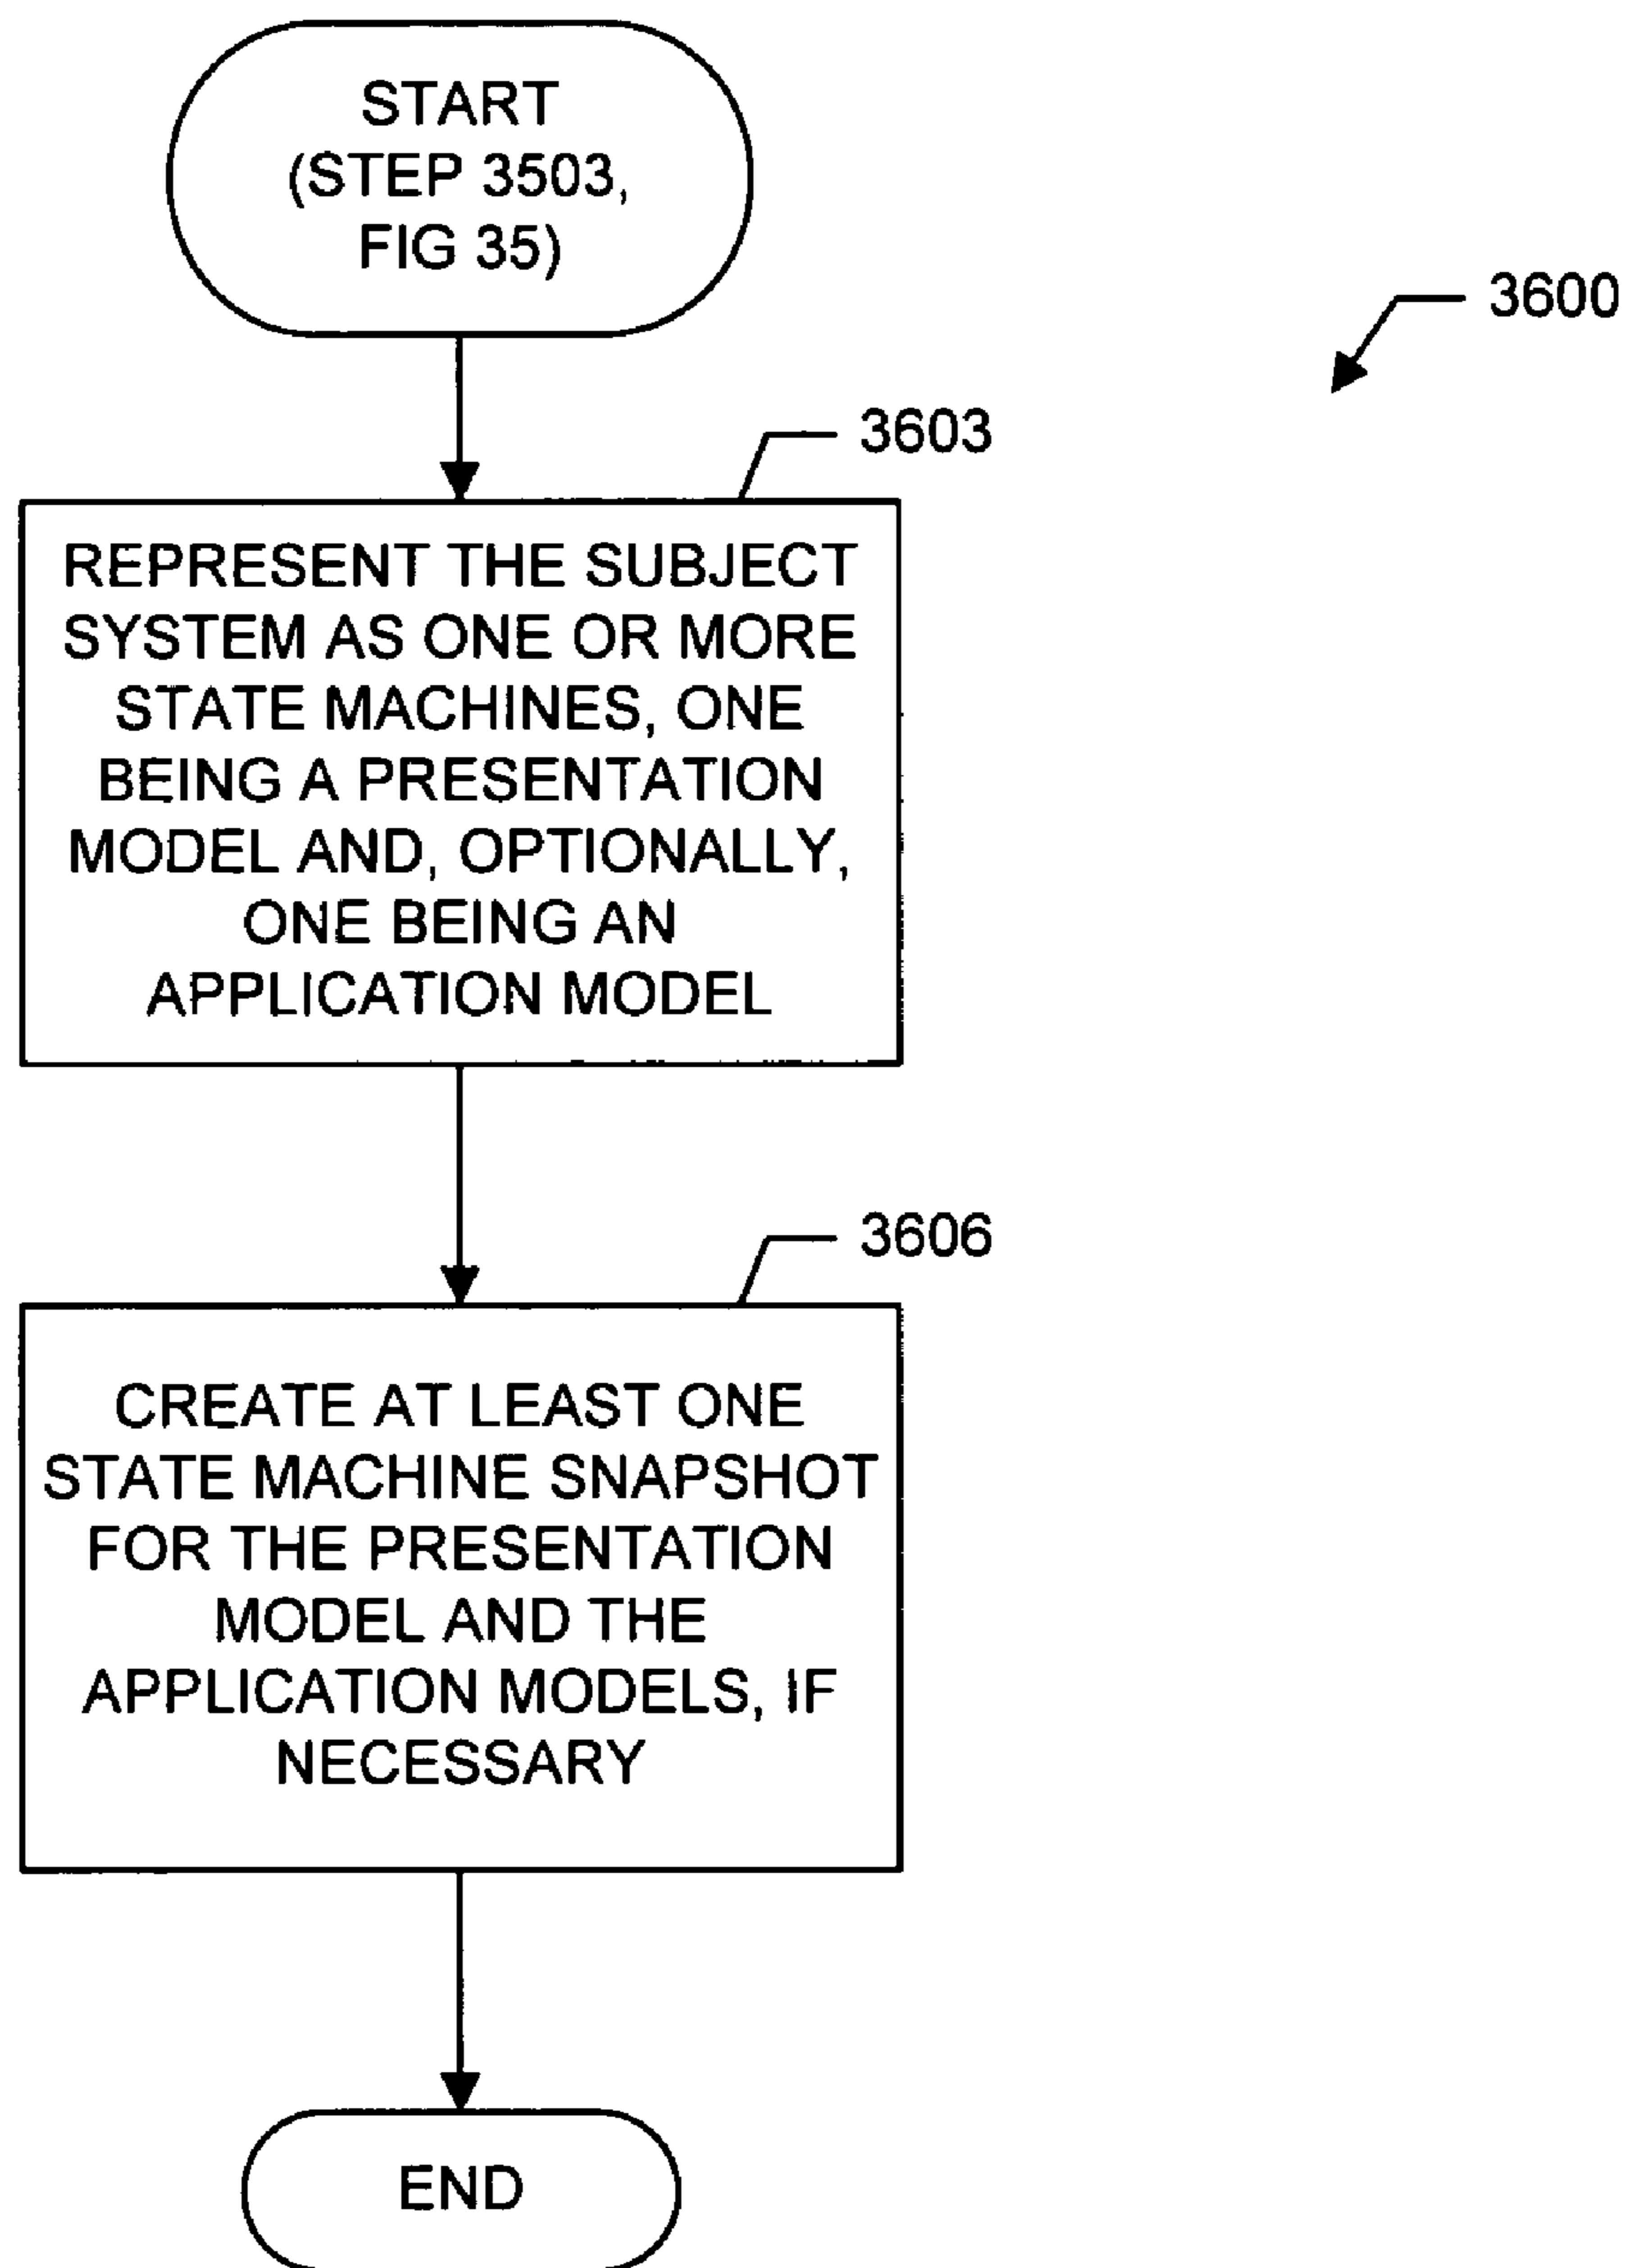 START
(STEP 3503,
FIG 35)
3600
3603
REPRESENT THE SUBJECT
SYSTEM AS ONE OR MORE
STATE MACHINES, ONE
BEING A PRESENTATION
MODEL AND, OPTIONALLY,
ONE BEING AN
APPLICATION MODEL
3606
CREATE AT LEAST ONE
STATE MACHINE SNAPSHOT
FOR THE PRESENTATION
MODEL AND THE
APPLICATION MODELS, IF
NECESSARY
END